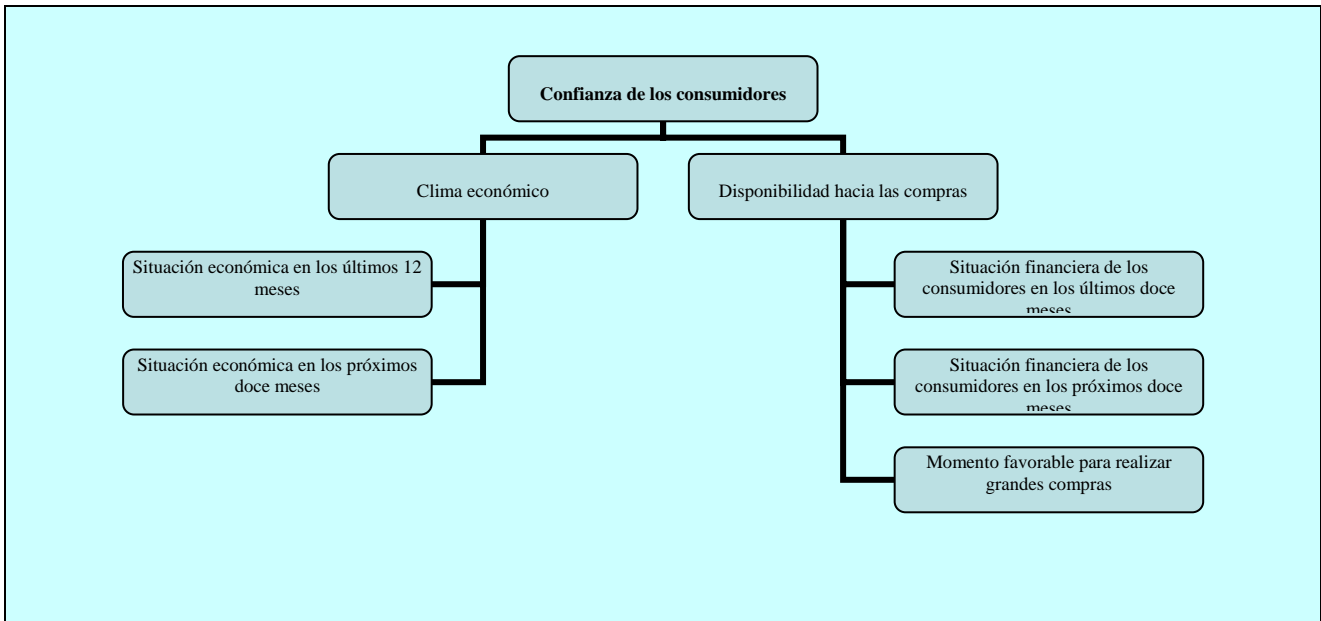 Confianza de los consumidores
Clima económico
Disponibilidad hacia las compras
Situación económica en los últimos 12
meses
Situación económica en los próximos
doce meses
Situación financiera de los
consumidores en los últimos doce
meses
Situación financiera de los
consumidores en los próximos doce
meses
Momento favorable para realizar
grandes compras